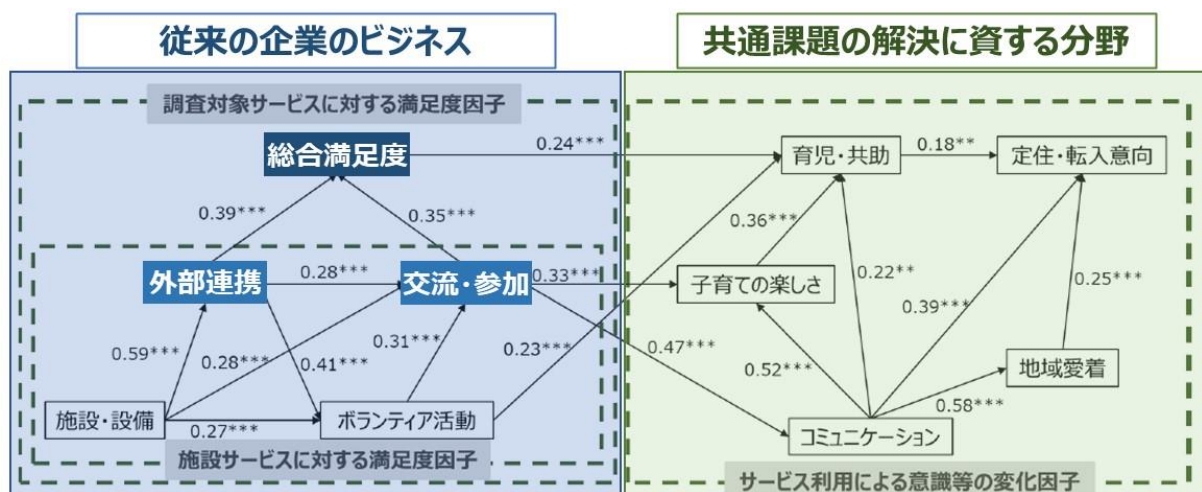 従来の企業のビジネス
共通課題の解決に資する分野
調査対象サービスに対する満足度因子
総合満足度
0.24***
育児・共助
0.18**
定住・転入意向
0.39***
0.35***
0.36***
外部連携
0.28***
交流・参加
0.33***
子育ての楽しさ
0.22**
0.25***
0.39***
0.59***
0.28***
0.41***
0.31***
0.23***
0.47***
0.52***
地域愛着
施設・設備
0.27***
ボランティア活動
0.58***
コミュニケーション
施設サービスに対する満足度因子
サービス利用による意識等の変化因子